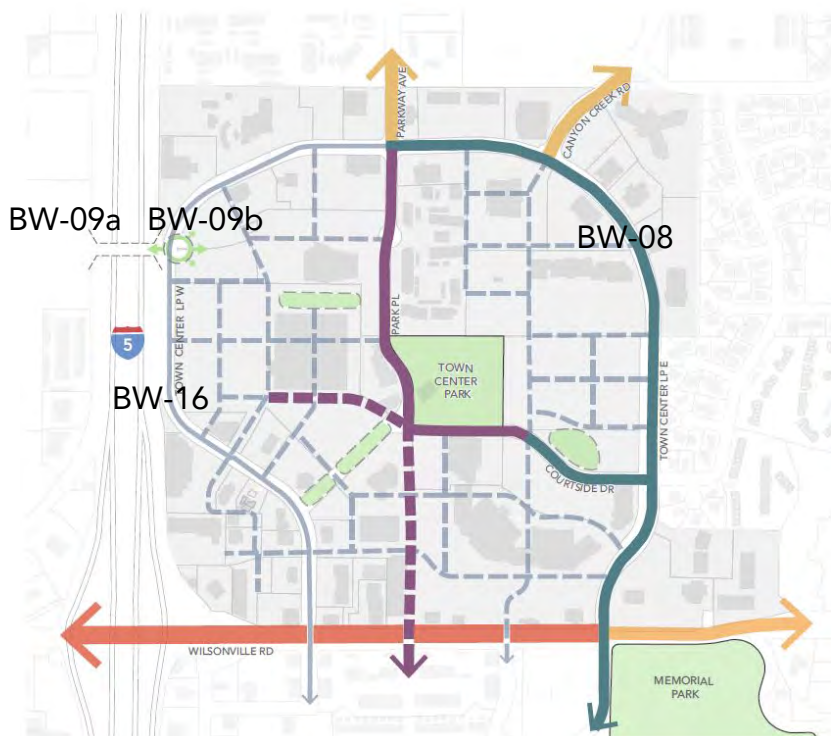 PARKWAY AVE
CANYON CREEK RD
BW-09a
BW-09b
BW-08
TOWN CENTER LP W
PARK PL
5
TOWN
CENTER
PARK
BW-16
TOWN CENTER LP E
COURTSIDE DR
WILSONVILLE RD
MEMORIAL
PARK